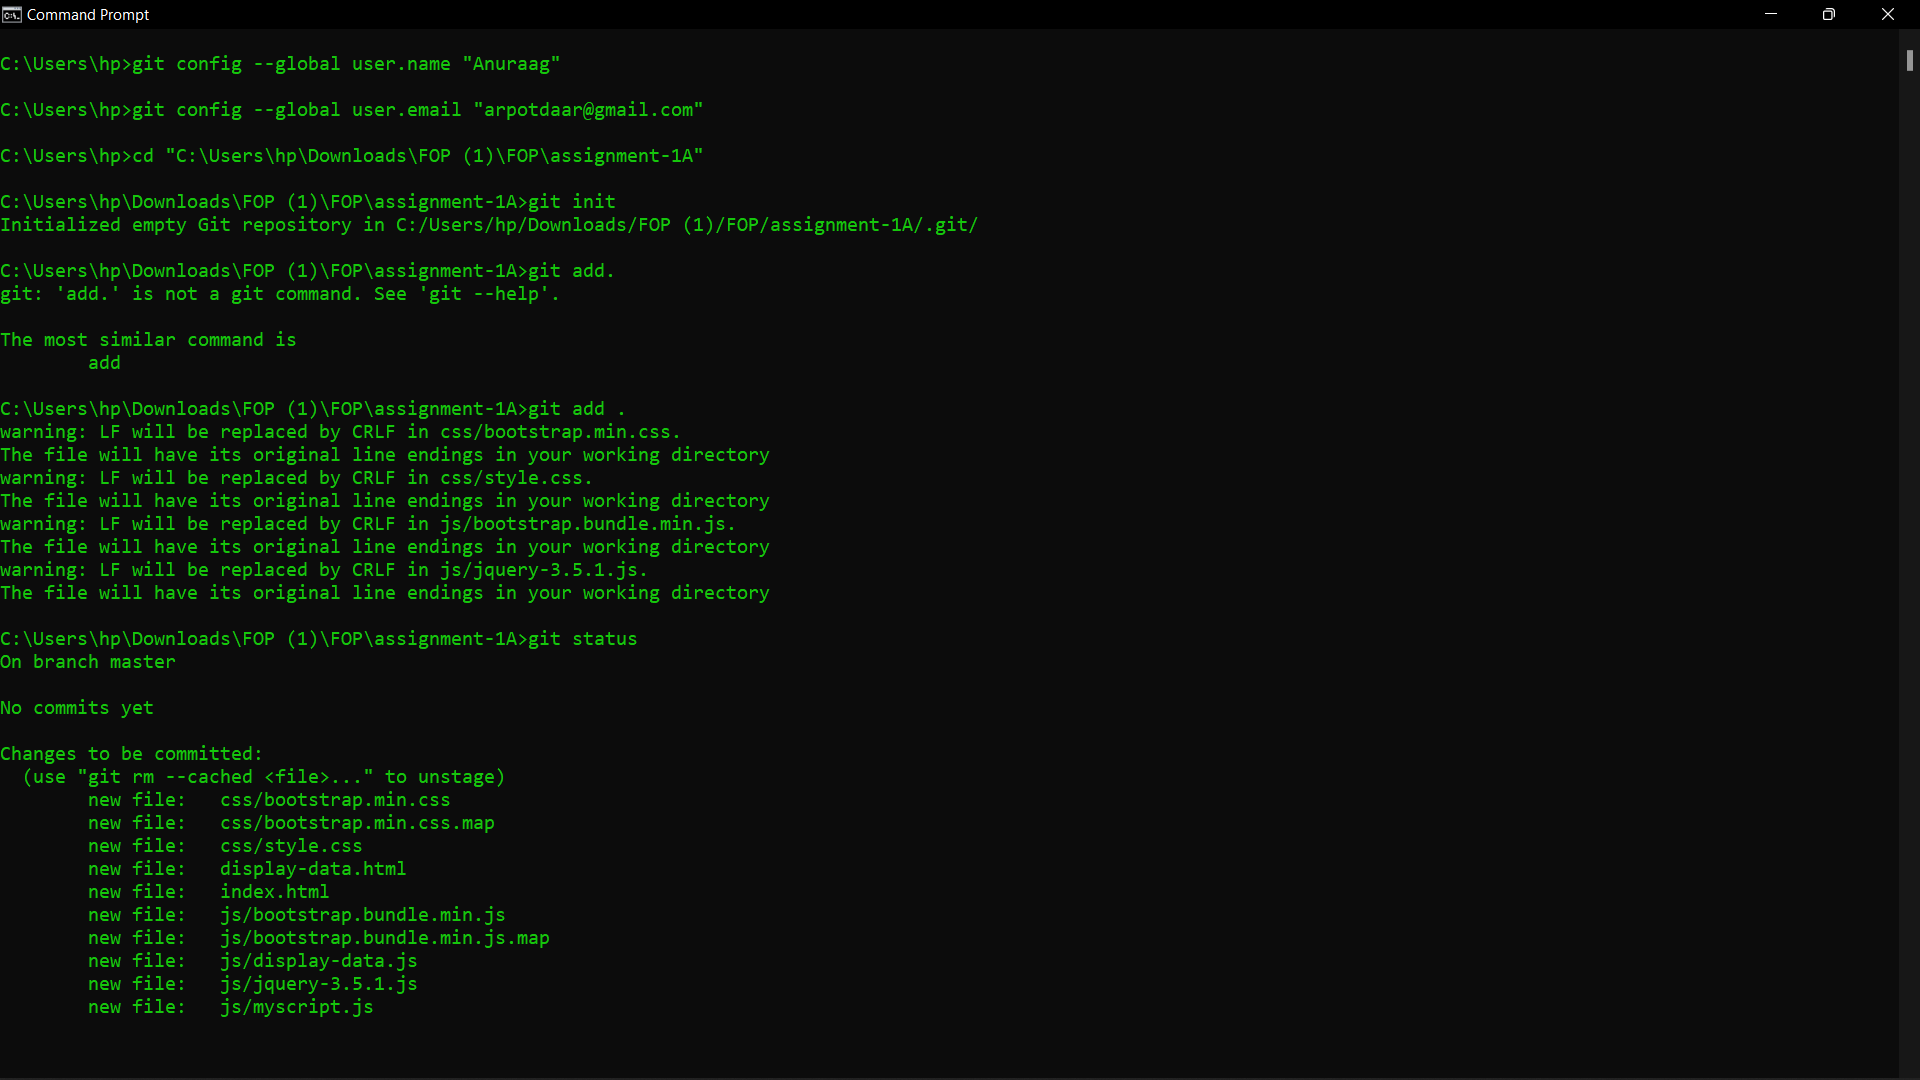 Command Prompt
C:\Users\hp>git config --global user.name "Anuraag"
C:\Users\hp>git config --global user.email "arpotdaar@gmail.com"
C:\Users\hp>cd "C:\Users\hp\Downloads\FOP (1)\FOP\assignment-1A"
C:\Users\hp\Downloads\FOP (1)\FOP\assignment-1A>git init
Initialized empty Git repository in C:/Users/hp/Downloads/FOP (1)/FOP/assignment-1A/.git/
C:\Users\hp\Downloads\FOP (1)\FOP\assignment-1A>git add.
git: 'add.' is not a git command. See 'git --help'.
The most similar command is
add
C:\Users\hp\Downloads\FOP (1)\FOP\assignment-1A>git add .
warning: LF will be replaced by CRLF in css/bootstrap.min.css.
The file will have its original line endings in your working directory
warning: LF will be replaced by CRLF in css/style.css.
The file will have its original line endings in your working directory
warning: LF will be replaced by CRLF in js/bootstrap.bundle.min.js.
The file will have its original line endings in your working directory
warning: LF will be replaced by CRLF in js/jquery-3.5.1.js.
The file will have its original line endings in your working directory
C:\Users\hp\Downloads\FOP (1)\FOP\assignment-1A>git status
On branch master
No commits yet
Changes to be committed:
(use "git rm --cached <file>..." to unstage)
new file: css/bootstrap.min.css
new file: css/bootstrap.min.css.map
new file: css/style.css
new file: display-data.html
new file: index.html
new file: js/bootstrap.bundle.min.js
new file: js/bootstrap.bundle.min.js.map
new file: js/display-data.js
new file: js/jquery-3.5.1.js
new file: js/myscript.js